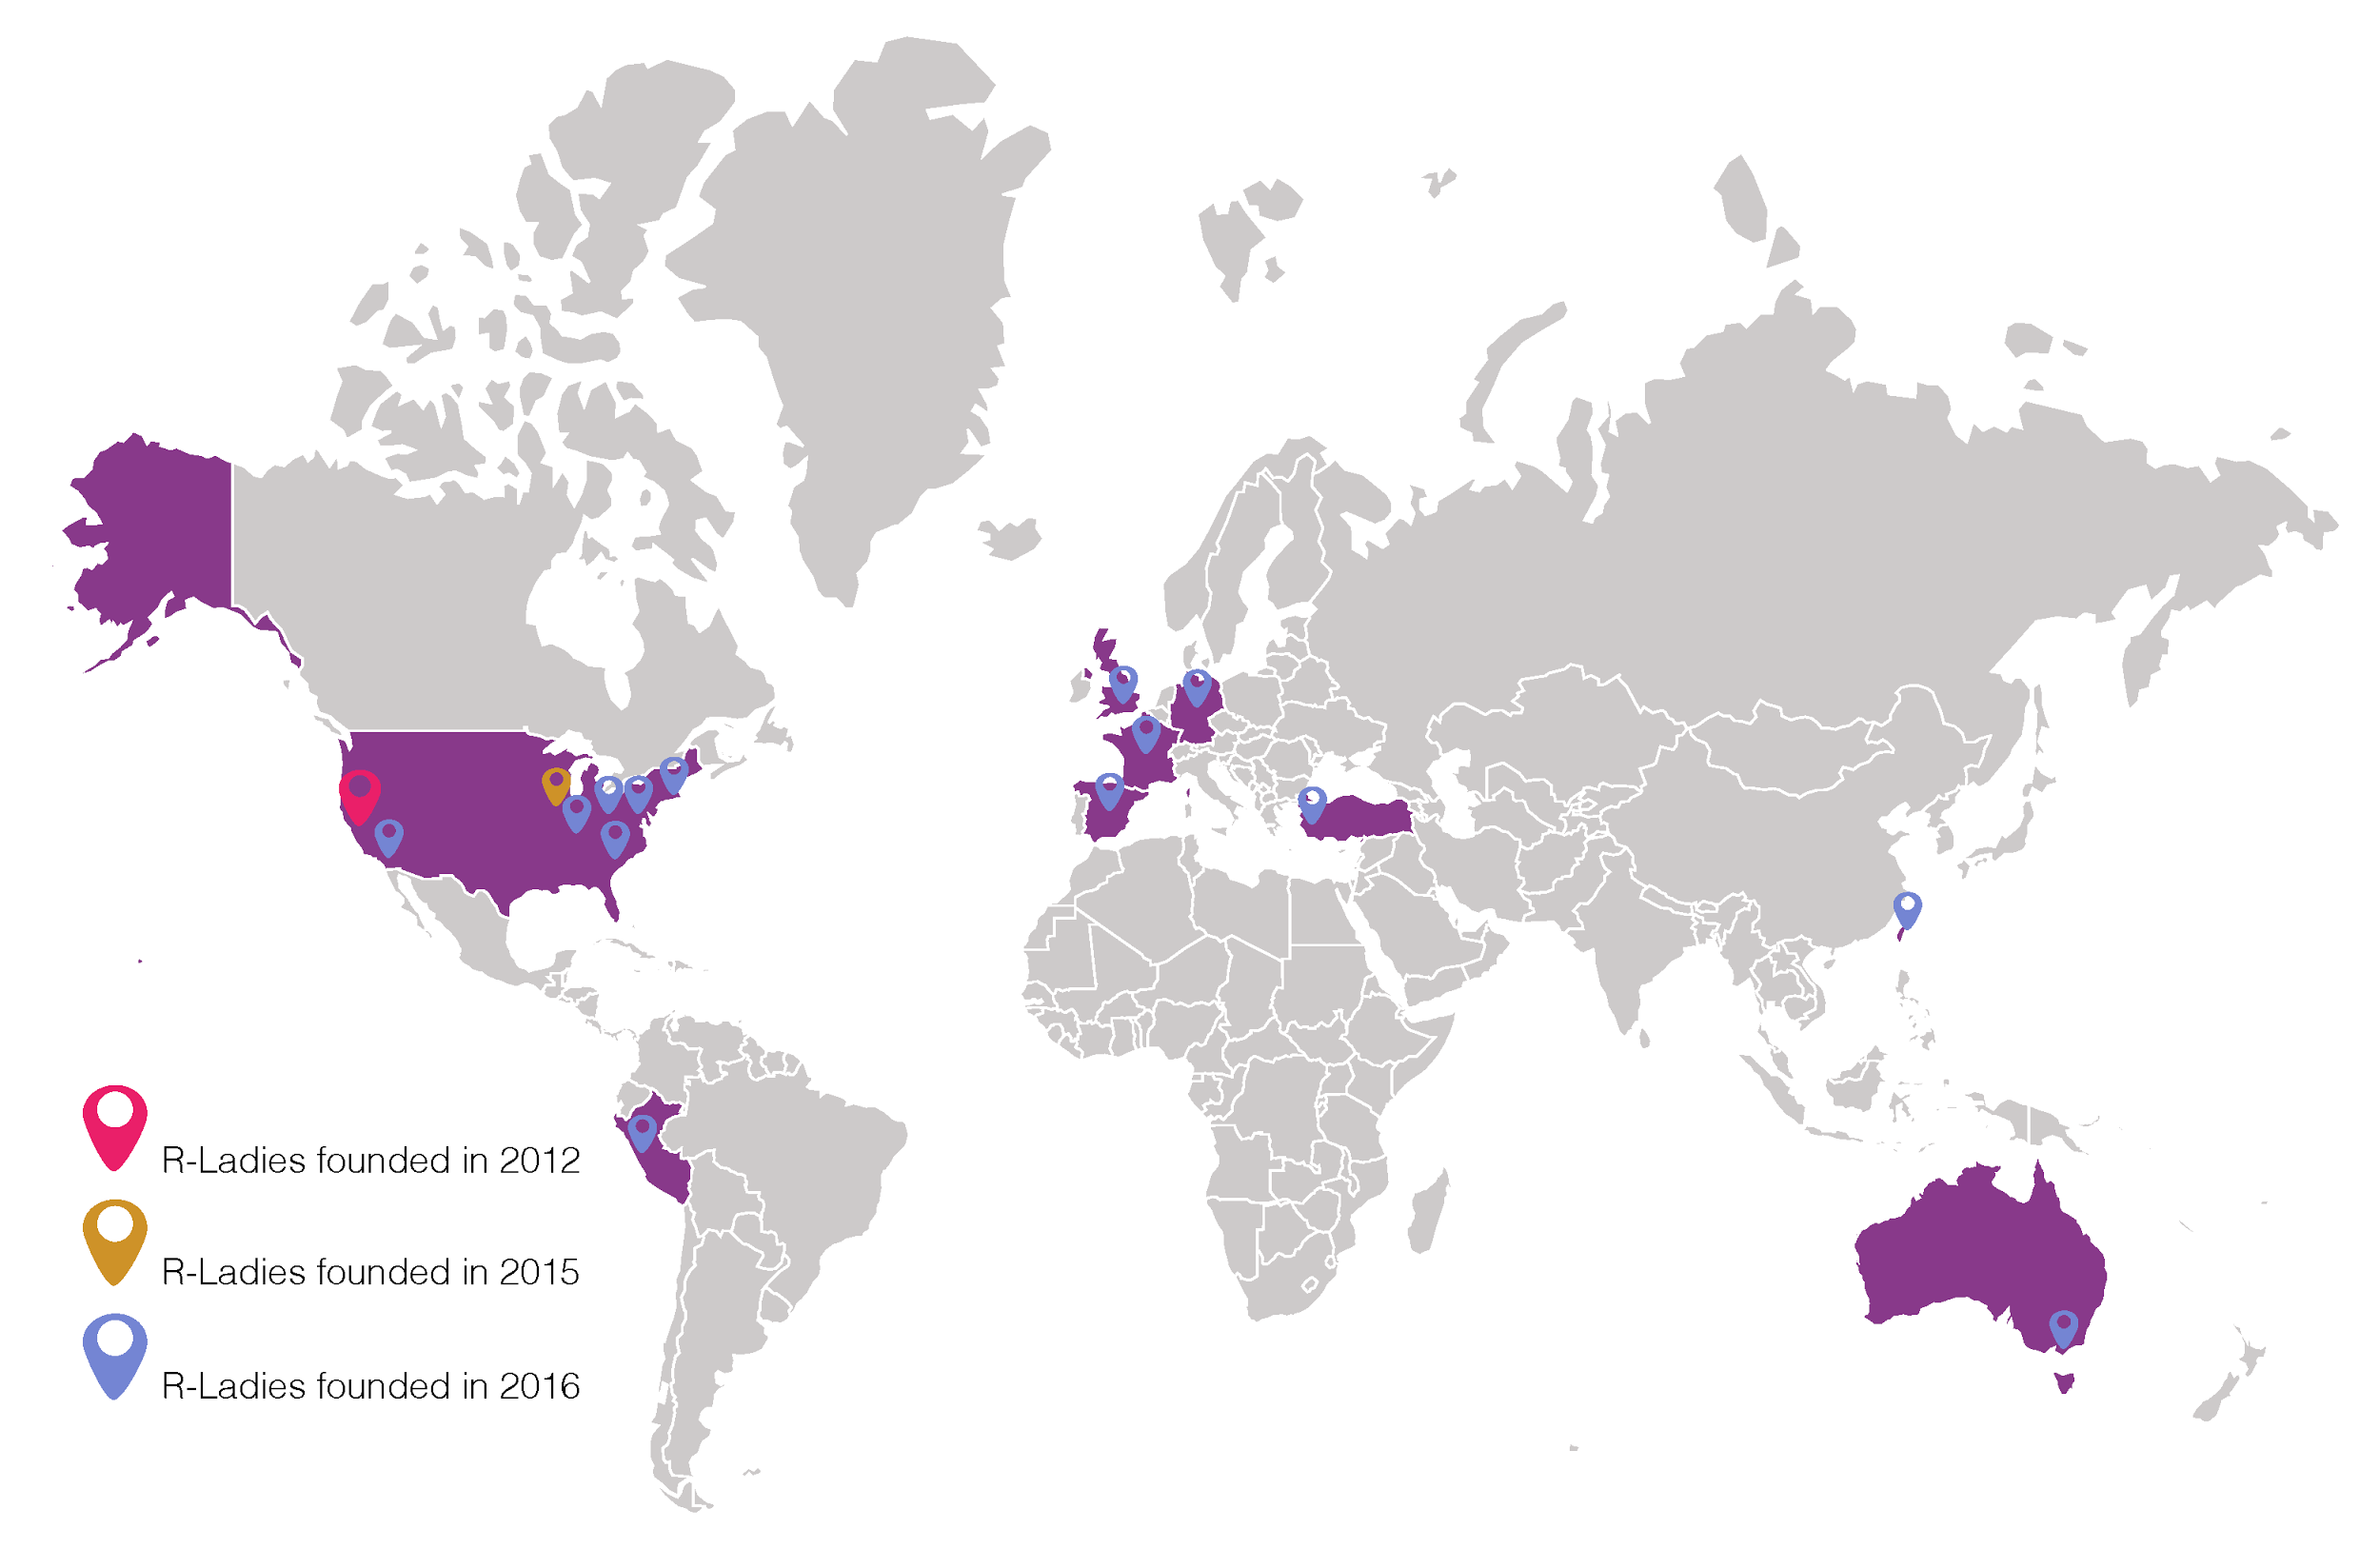 R-Ladies founded in 2012
R-Ladies founded in 2015
R-Ladies founded in 2016